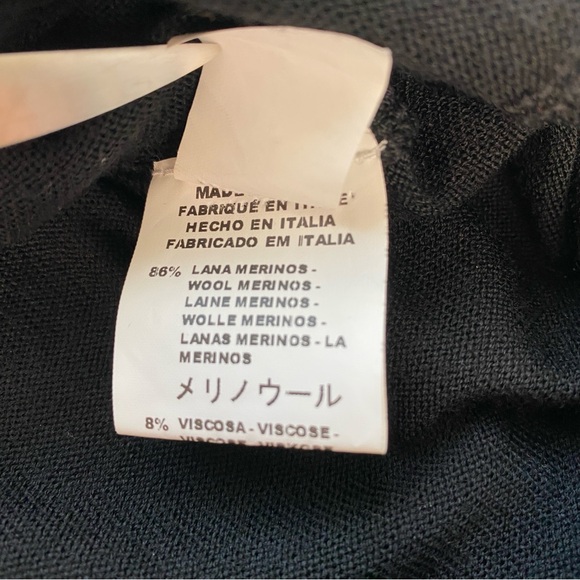 FABRIQUÉ EN
HECHO EN ITALIA
FABRICADO EM ITALIA
86% LANA MERINOS -
WOOL MERINOS -
LAINE MERINOS -
WOLLE MERINOS -
LANAS MERINOS - LA
MERINOS
メリノウール
8% VISCOSA - VISCOSE -